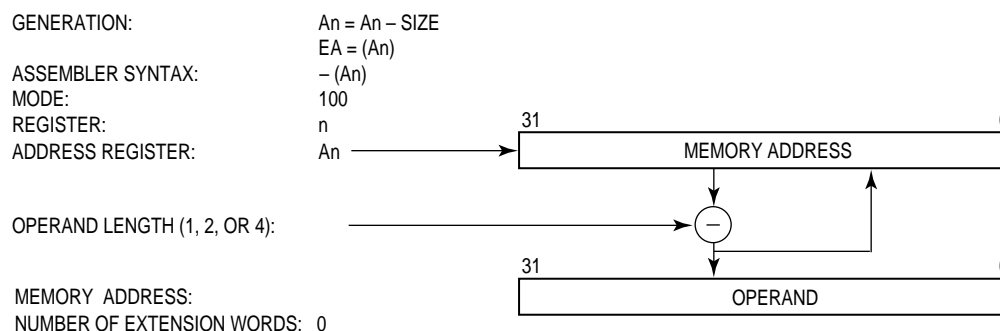 GENERATION: An = An – SIZE
EA = (An)
ASSEMBLER SYNTAX: – (An)
MODE: 100
REGISTER: n
31
ADDRESS REGISTER: An
MEMORY ADDRESS
OPERAND LENGTH (1, 2, OR 4):
–
31
OPERAND
MEMORY ADDRESS:
NUMBER OF EXTENSION WORDS: 0